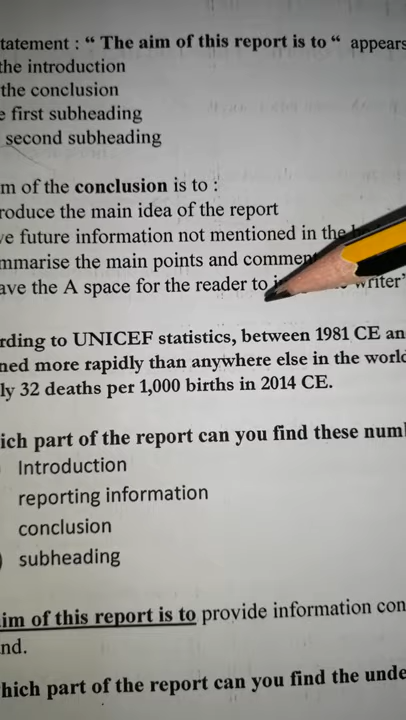 tatement : “ The aim of this report is to “ appears
the introduction
the conclusion
e first subheading
second subheading
m of the conclusion is to :
roduce the main idea of the report
ve future information not mentioned in the
mmarise the main points and commen
ave the A space for the reader to writer'
rding to UNICEF statistics, between 1981 CE an
ned more rapidly than anywhere else in the world
ly 32 deaths per 1,000 births in 2014 CE.
ich part of the report can you find these num
Introduction
reporting information
conclusion
) subheading
im of this report is to provide information con
nd.
hich part of the report can you find the unde